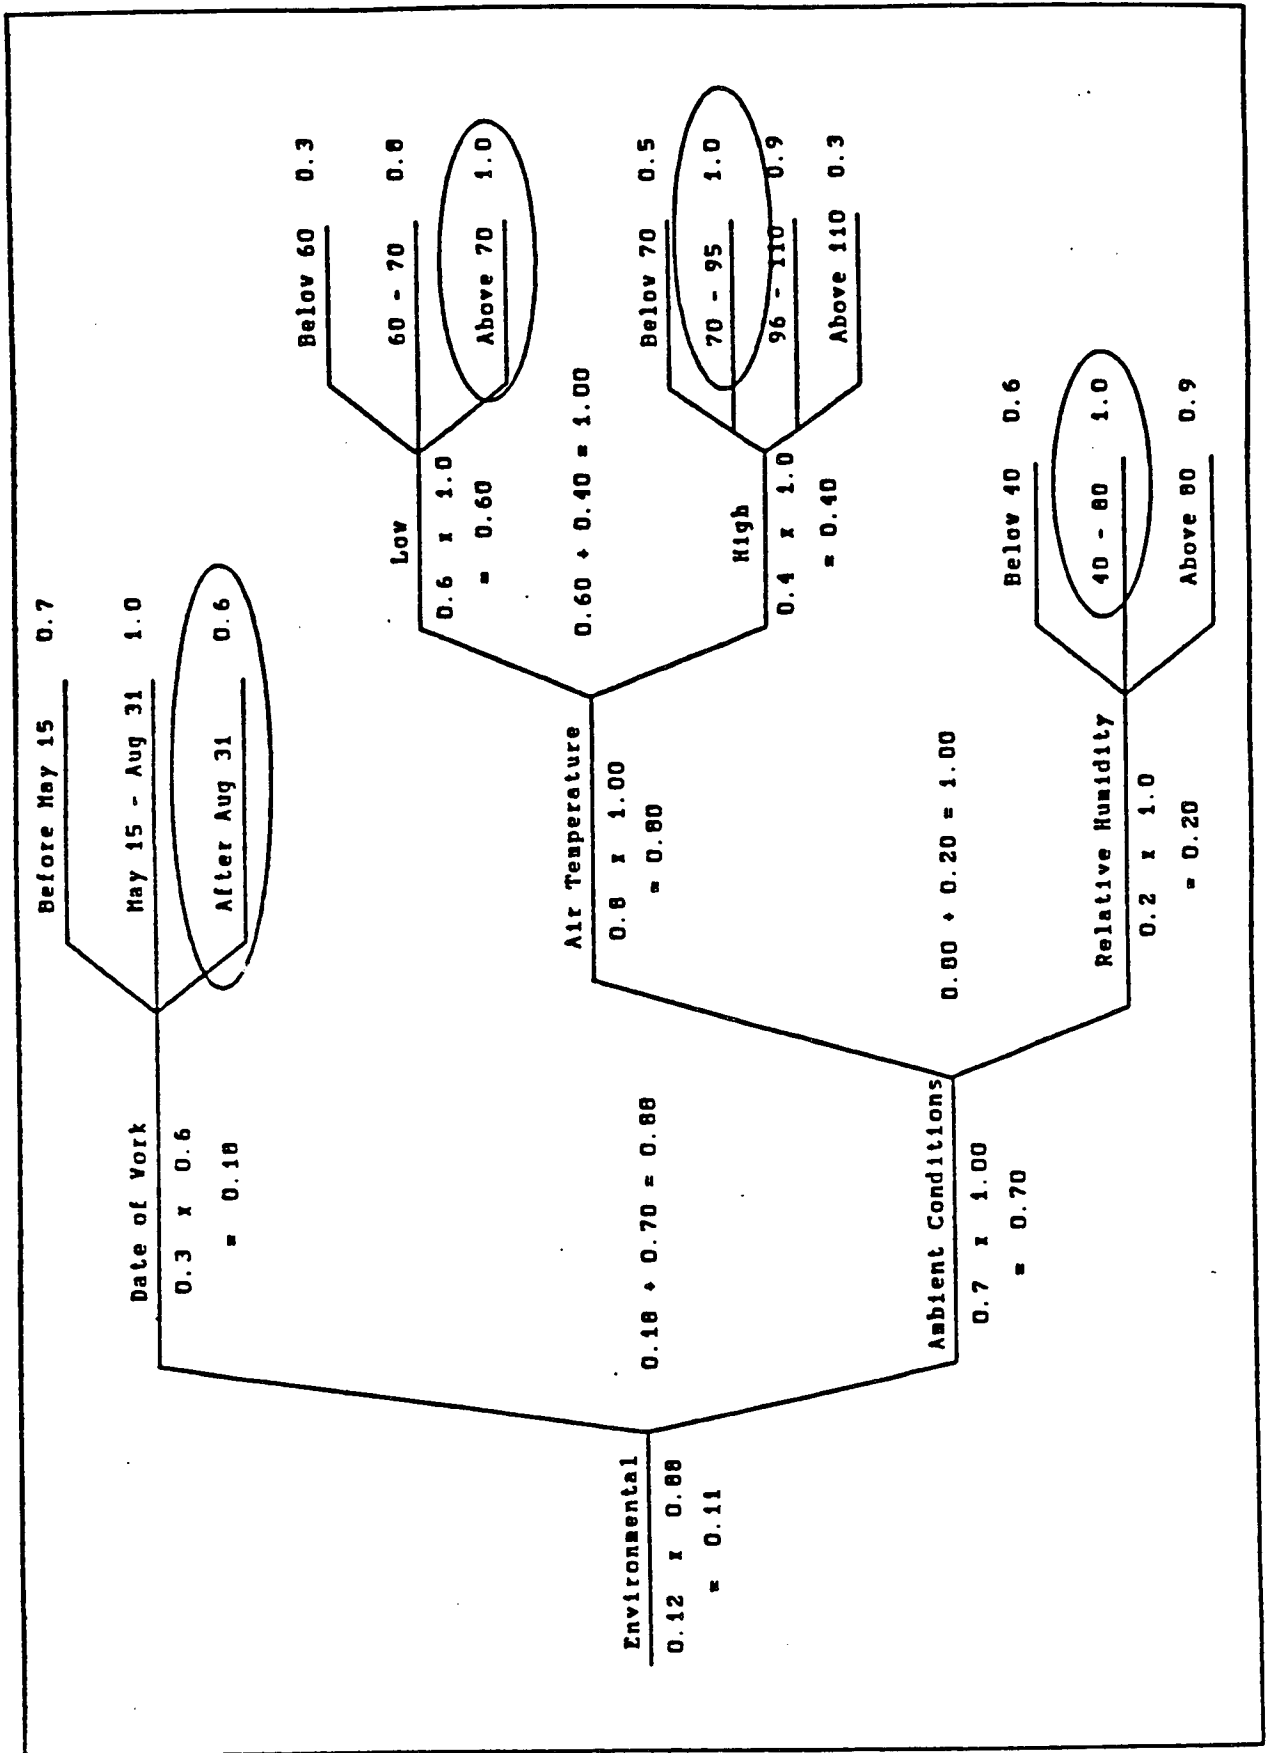 Before May 15 0.7
May 15 - Aug 31 1.0
After Aug 31 0.6
Date of Work
0.3 x 0.6
= 0.18
Below 60 0.3
60 - 70 0.8
Above 70 1.0
Low
0.6 x 1.0
= 0.60
0.60 + 0.40 = 1.00
Air Temperature
0.8 x 1.00
= 0.80
Below 70 0.5
70 - 95 1.0
96 - 110 0.9
Above 110 0.3
High
0.4 x 1.0
= 0.40
Environmental
0.12 x 0.88
= 0.11
0.18 + 0.70 = 0.88
0.80 + 0.20 = 1.00
Ambient Conditions
0.7 x 1.00
= 0.70
Below 40 0.6
40 - 80 1.0
Above 80 0.9
Relative Humidity
0.2 x 1.0
= 0.20